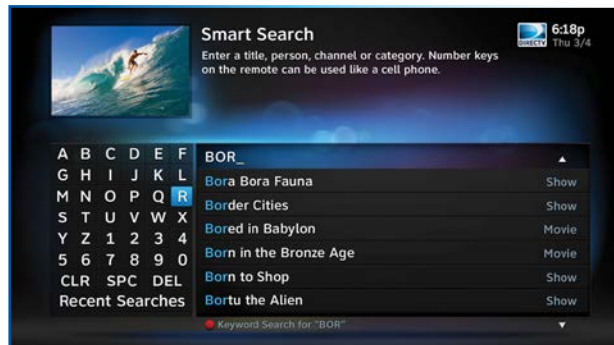 Smart Search
Enter a title, person, channel or category. Number keys
on the remote can be used like a cell phone.
DIRECTV
6:18p
Thu 3/4
A B C D E F
G H I J K L
M N O P Q R
S T U V W X
Y Z 1 2 3 4
5 6 7 8 9 0
CLR SPC DEL
Recent Searches
BOR_
Bora Bora Fauna Show
Border Cities Show
Bored in Babylon Movie
Born in the Bronze Age Movie
Born to Shop Show
Bortu the Alien Show
Keyword Search for "BOR"